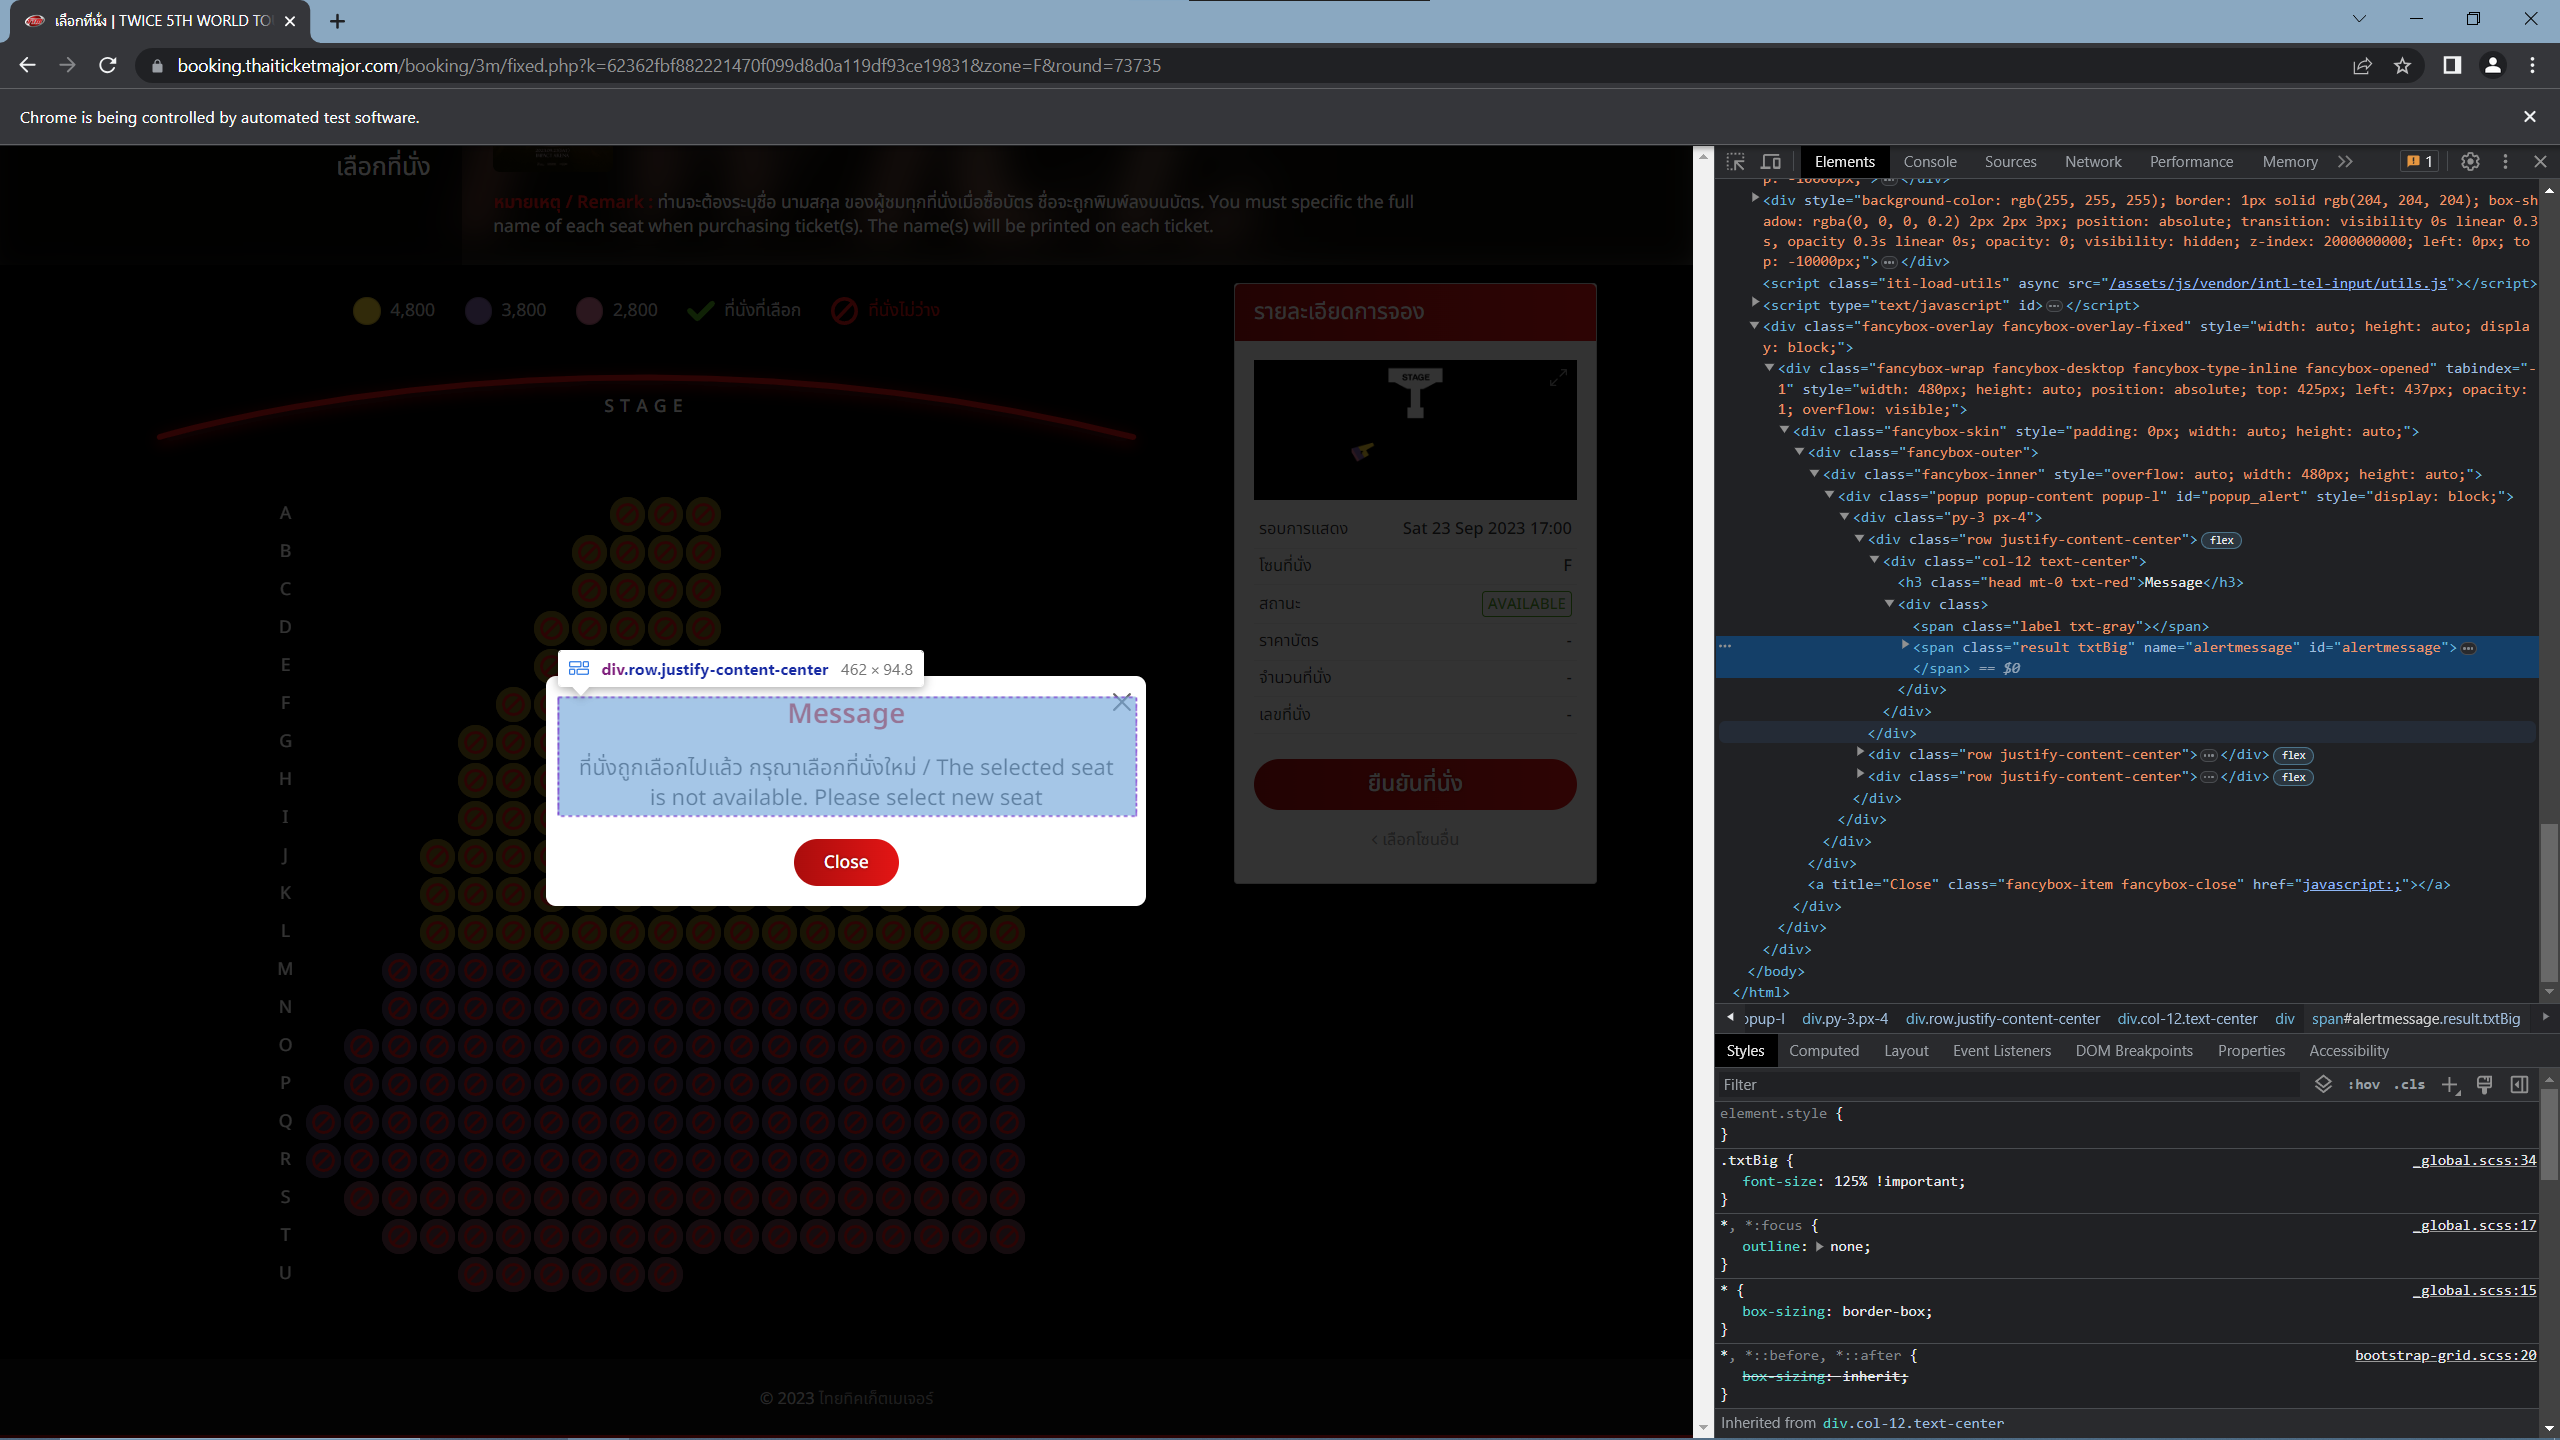 เลือกที่นั่ง | TWICE 5TH WORLD TO
booking.thaiticketmajor.com/booking/3m/fixed.php?k=62362fbf882221470f099d8d0a119df93ce19831&zone=F&round=73735
Chrome is being controlled by automated test software.
เลือกที่นั่ง
หมายเหตุ / Remark : ท่านจะต้องระบุชื่อ นามสกุล ของผู้ชมทุกที่นั่งเมื่อซื้อบัตร ชื่อจะถูกพิมพ์ลงบนบัตร. You must specific the full
name of each seat when purchasing ticket(s). The name(s) will be printed on each ticket.
4,800 3,800 2,800 ที่นั่งที่เลือก ที่นั่งไม่ว่าง
STAGE
A
B
C
D
E
F
G
H
I
J
K
L
M
N
O
P
Q
R
S
T
U
div.row.justify-content-center 462 × 94.8
Message
ที่นั่งถูกเลือกไปแล้ว กรุณาเลือกที่นั่งใหม่ / The selected seat
is not available. Please select new seat
Close
รายละเอียดการจอง
STAGE
รอบการแสดง Sat 23 Sep 2023 17:00
โซนที่นั่ง F
สถานะ AVAILABLE
ราคาบัตร -
จำนวนที่นั่ง -
เลขที่นั่ง -
ยืนยันที่นั่ง
< เลือกโซนอื่น
© 2023 ไทยทิคเก็ตเมเจอร์
Elements Console Sources Network Performance Memory 1
p: -10000px;">…</div>
<div style="background-color: rgb(255, 255, 255); border: 1px solid rgb(204, 204, 204); box-sh
adow: rgba(0, 0, 0, 0.2) 2px 2px 3px; position: absolute; transition: visibility 0s linear 0.3
s, opacity 0.3s linear 0s; opacity: 0; visibility: hidden; z-index: 2000000000; left: 0px; to
p: -10000px;">…</div>
<script class="iti-load-utils" async src="/assets/js/vendor/intl-tel-input/utils.js"></script>
<script type="text/javascript" id>…</script>
<div class="fancybox-overlay fancybox-overlay-fixed" style="width: auto; height: auto; displa
y: block;">
<div class="fancybox-wrap fancybox-desktop fancybox-type-inline fancybox-opened" tabindex="-
1" style="width: 480px; height: auto; position: absolute; top: 425px; left: 437px; opacity:
1; overflow: visible;">
<div class="fancybox-skin" style="padding: 0px; width: auto; height: auto;">
<div class="fancybox-outer">
<div class="fancybox-inner" style="overflow: auto; width: 480px; height: auto;">
<div class="popup popup-content popup-l" id="popup_alert" style="display: block;">
<div class="py-3 px-4">
<div class="row justify-content-center"> flex
<div class="col-12 text-center">
<h3 class="head mt-0 txt-red">Message</h3>
<div class>
<span class="label txt-gray"></span>
<span class="result txtBig" name="alertmessage" id="alertmessage">…
</span> == $0
</div>
</div>
</div>
<div class="row justify-content-center">…</div> flex
<div class="row justify-content-center">…</div> flex
</div>
</div>
</div>
</div>
<a title="Close" class="fancybox-item fancybox-close" href="javascript:;"></a>
</div>
</div>
</div>
</body>
</html>
opup-l div.py-3.px-4 div.row.justify-content-center div.col-12.text-center div span#alertmessage.result.txtBig
Styles Computed Layout Event Listeners DOM Breakpoints Properties Accessibility
Filter :hov .cls
element.style {
}
.txtBig { _global.scss:34
font-size: 125% !important;
}
*, *:focus { _global.scss:17
outline: none;
}
* { _global.scss:15
box-sizing: border-box;
}
*, *::before, *::after { bootstrap-grid.scss:20
box-sizing: inherit;
}
Inherited from div.col-12.text-center